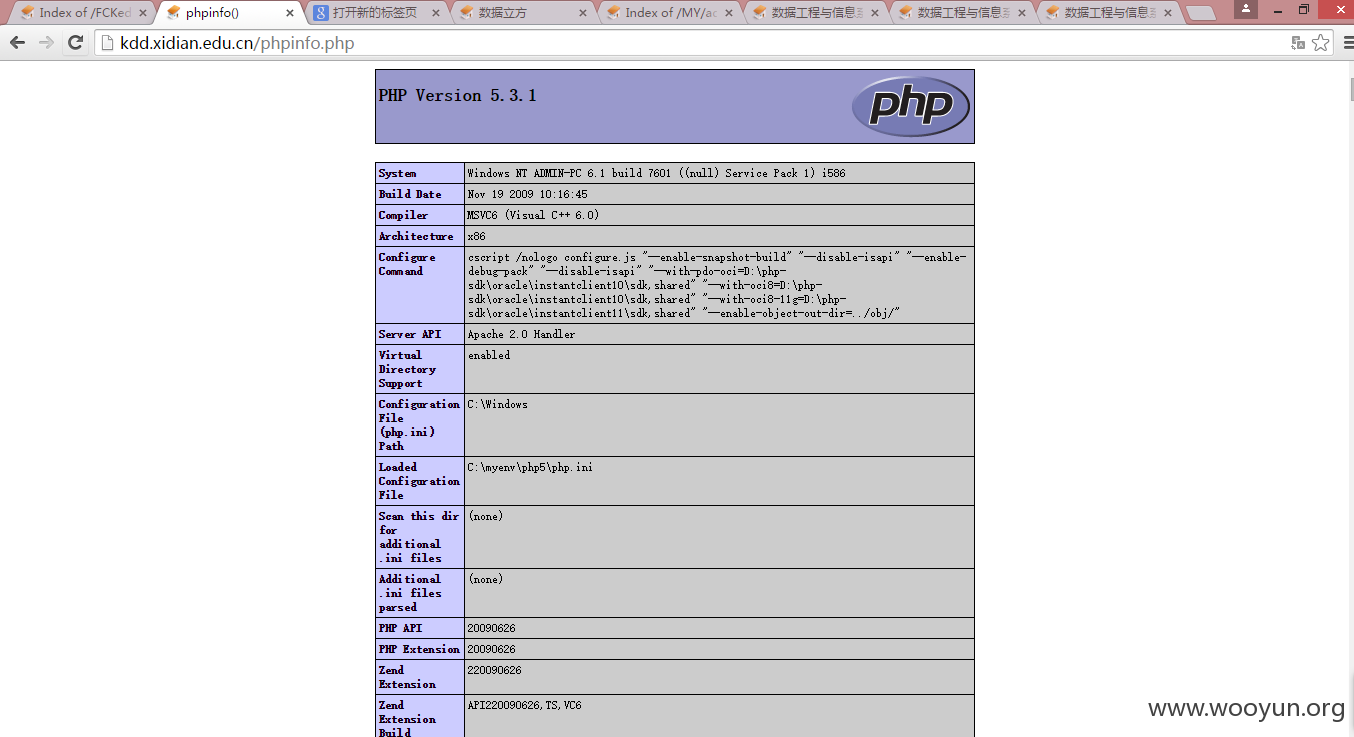 Index of /FCKed
phpinfo()
打开新的标签页
数据立方
Index of /MY/ad
数据工程与信息系
数据工程与信息系
数据工程与信息系
kdd.xidian.edu.cn/phpinfo.php
PHP Version 5.3.1
php
System Windows NT ADMIN-PC 6.1 build 7601 ((null) Service Pack 1) i586
Build Date Nov 19 2009 10:16:45
Compiler MSVC6 (Visual C++ 6.0)
Architecture x86
Configure Command cscript /nologo configure.js "--enable-snapshot-build" "--disable-isapi" "--enable-
debug-pack" "--disable-isapi" "--with-pdo-oci=D:\php-
sdk\oracle\instantclient10\sdk,shared" "--with-oci8=D:\php-
sdk\oracle\instantclient10\sdk,shared" "--with-oci8-11g=D:\php-
sdk\oracle\instantclient11\sdk,shared" "--enable-object-out-dir=../obj/"
Server API Apache 2.0 Handler
Virtual Directory Support enabled
Configuration File (php.ini) Path C:\Windows
Loaded Configuration File C:\myenv\php5\php.ini
Scan this dir for additional .ini files (none)
Additional .ini files parsed (none)
PHP API 20090626
PHP Extension 20090626
Zend Extension 220090626
Zend Extension Build API220090626,TS,VC6
www.wooyun.org